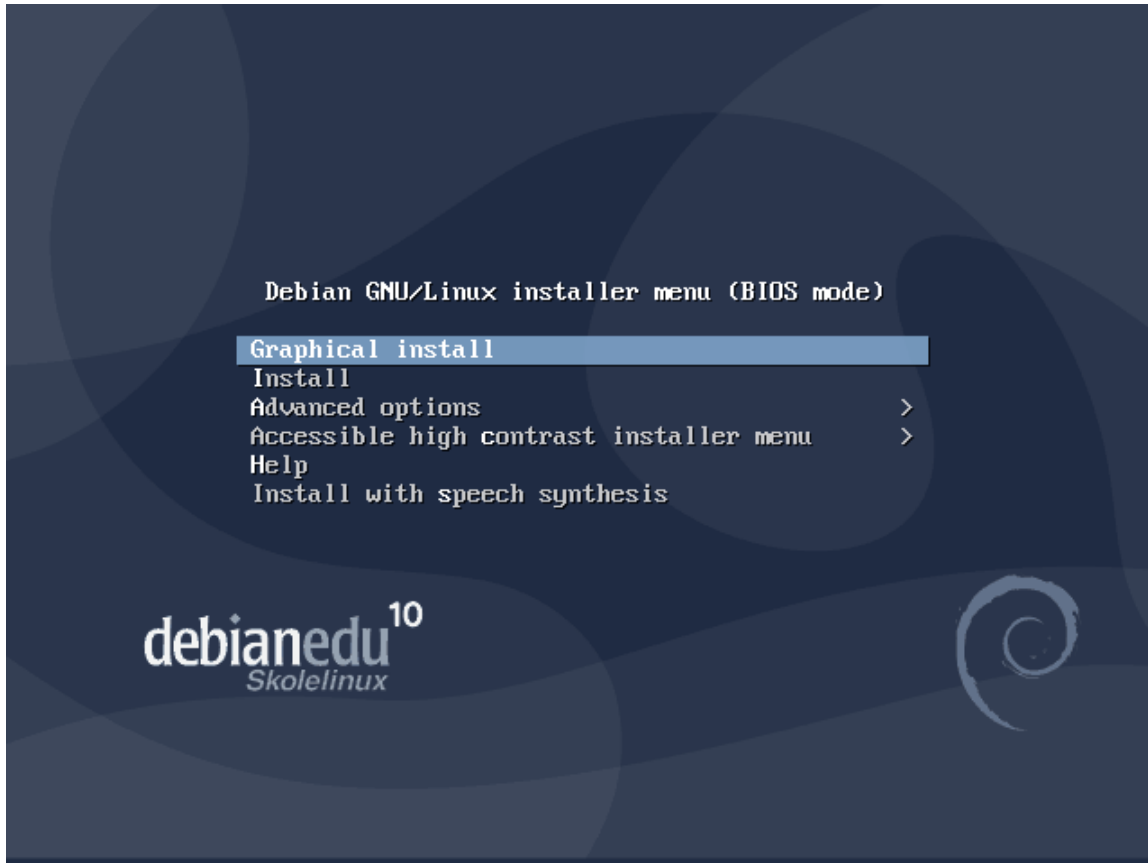 Debian GNU/Linux installer menu (BIOS mode)
Graphical install
Install
Advanced options >
Accessible high contrast installer menu >
Help
Install with speech synthesis
debianedu 10
Skolelinux